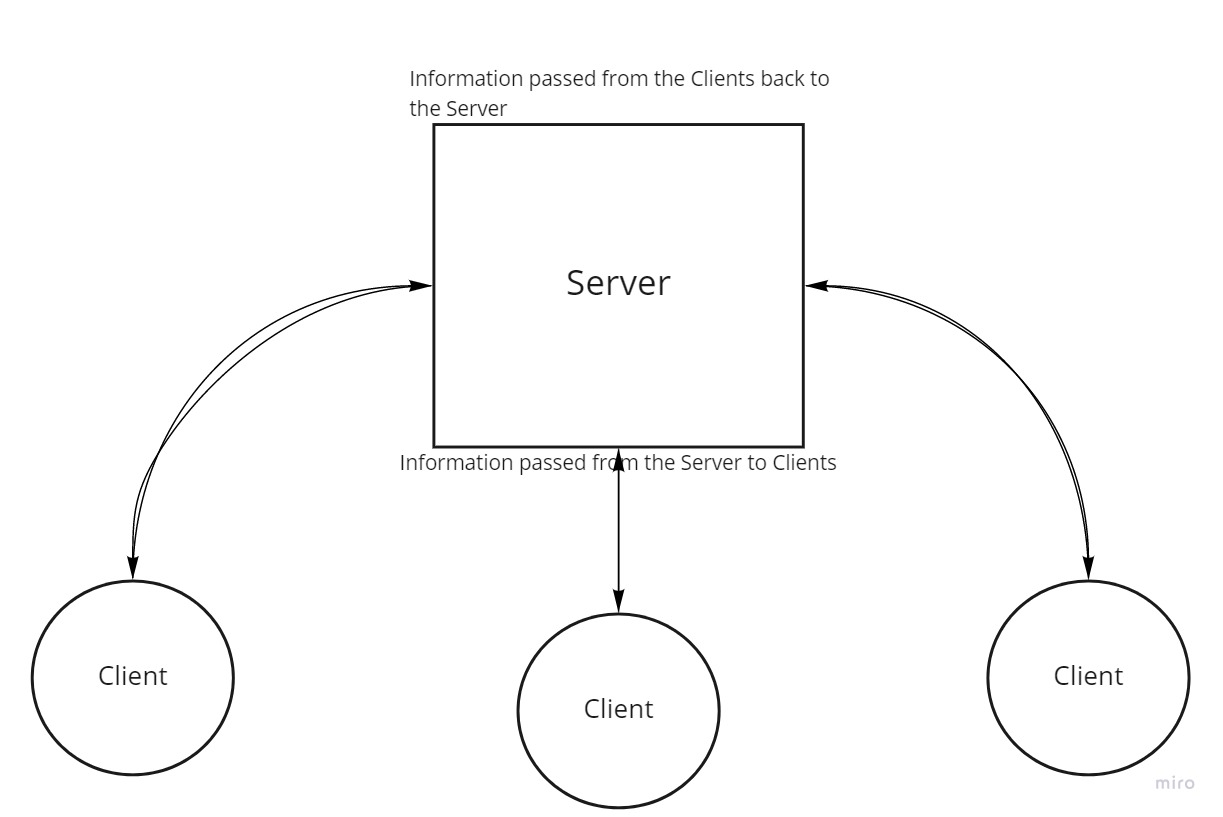 Information passed from the Clients back to
the Server
Server
Information passed from the Server to Clients
Client
Client
Client
miro